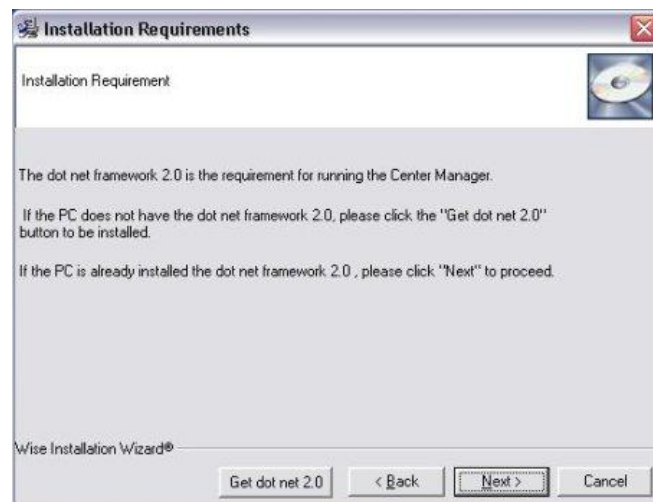 Installation Requirements
Installation Requirement
The dot net framework 2.0 is the requirement for running the Center Manager.
If the PC does not have the dot net framework 2.0, please click the "Get dot net 2.0"
button to be installed.
If the PC is already installed the dot net framework 2.0 , please click "Next" to proceed.
Wise Installation Wizard®
Get dot net 2.0 < Back Next > Cancel